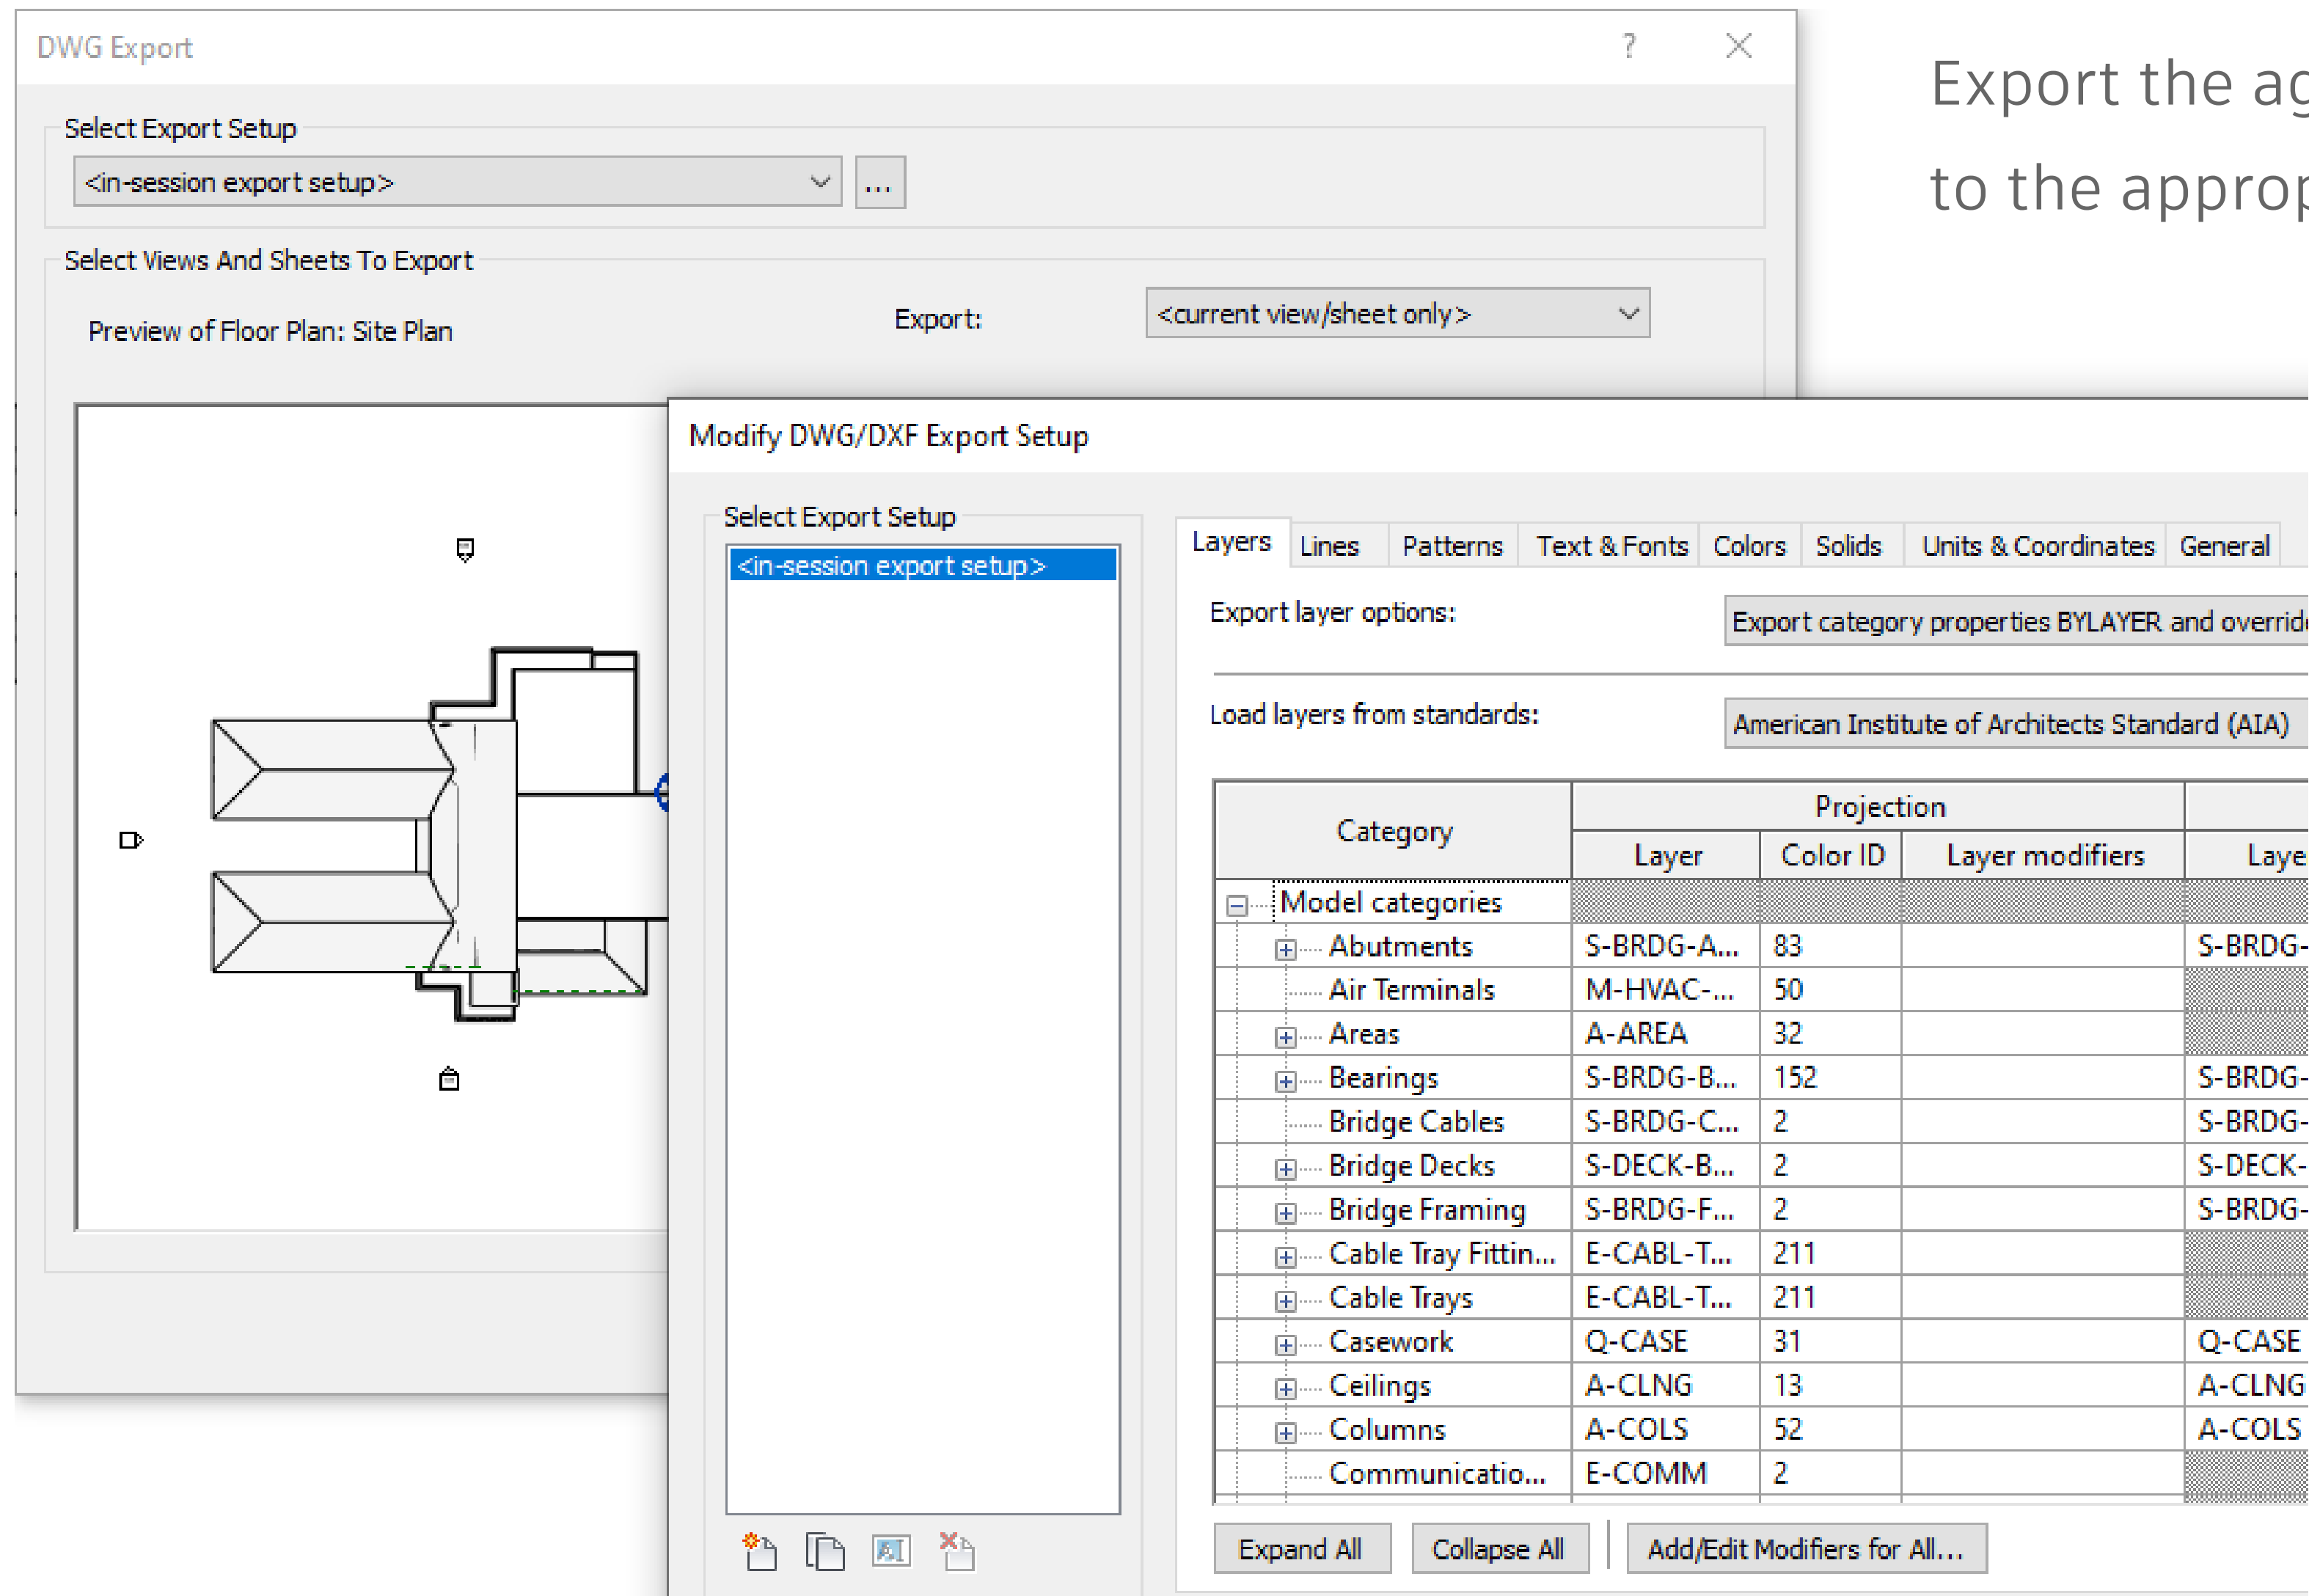 DWG Export
?
Export the ag
to the approp
Select Export Setup
<in-session export setup>
...
Select Views And Sheets To Export
Preview of Floor Plan: Site Plan
Export:
<current view/sheet only>
Modify DWG/DXF Export Setup
Select Export Setup
<in-session export setup>
Layers Lines Patterns Text & Fonts Colors Solids Units & Coordinates General
Export layer options:
Export category properties BYLAYER and overrid
Load layers from standards:
American Institute of Architects Standard (AIA)
Category Projection
Layer Color ID Layer modifiers Laye
Model categories
Abutments S-BRDG-A... 83 S-BRDG-
Air Terminals M-HVAC-... 50
Areas A-AREA 32
Bearings S-BRDG-B... 152 S-BRDG-
Bridge Cables S-BRDG-C... 2 S-BRDG-
Bridge Decks S-DECK-B... 2 S-DECK-
Bridge Framing S-BRDG-F... 2 S-BRDG-
Cable Tray Fittin... E-CABL-T... 211
Cable Trays E-CABL-T... 211
Casework Q-CASE 31 Q-CASE
Ceilings A-CLNG 13 A-CLNG
Columns A-COLS 52 A-COLS
Communicatio... E-COMM 2
AI
Expand All Collapse All Add/Edit Modifiers for All...